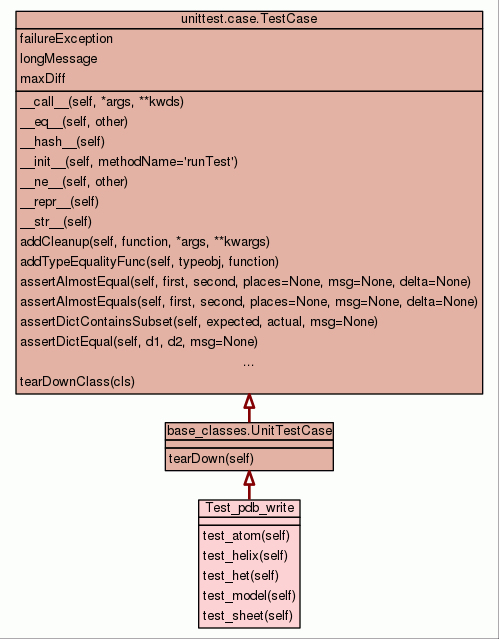 unittest.case.TestCase
failureException
longMessage
maxDiff
__call__(self, *args, **kwds)
__eq__(self, other)
__hash__(self)
__init__(self, methodName='runTest')
__ne__(self, other)
__repr__(self)
__str__(self)
addCleanup(self, function, *args, **kwargs)
addTypeEqualityFunc(self, typeobj, function)
assertAlmostEqual(self, first, second, places=None, msg=None, delta=None)
assertAlmostEquals(self, first, second, places=None, msg=None, delta=None)
assertDictContainsSubset(self, expected, actual, msg=None)
assertDictEqual(self, d1, d2, msg=None)
...
tearDownClass(cls)
base_classes.UnitTestCase
tearDown(self)
Test_pdb_write
test_atom(self)
test_helix(self)
test_het(self)
test_model(self)
test_sheet(self)